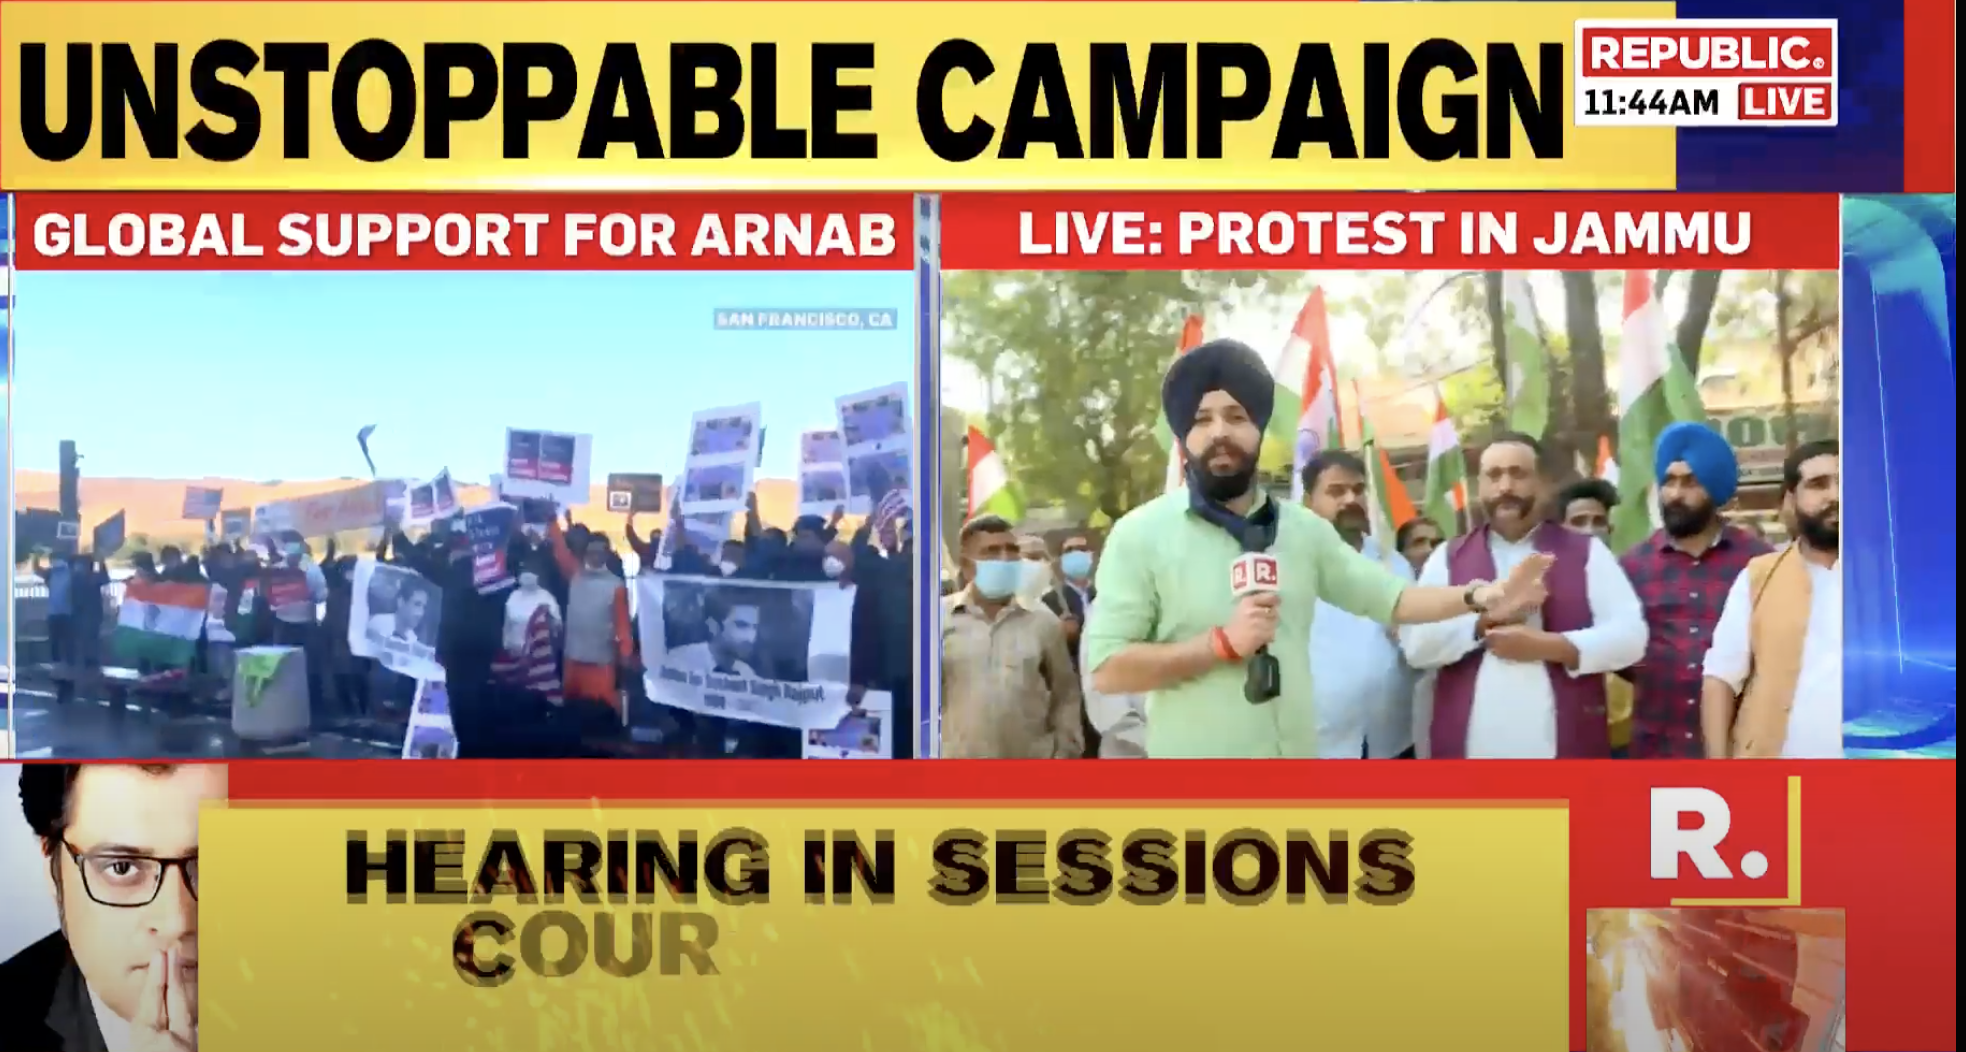 UNSTOPPABLE CAMPAIGN
REPUBLIC.
11:44AM LIVE
GLOBAL SUPPORT FOR ARNAB
LIVE: PROTEST IN JAMMU
SAN FRANCISCO, CA
R. R.
Justice for Sushant Singh Rajput
HEARING IN SESSIONS
COUR
R.